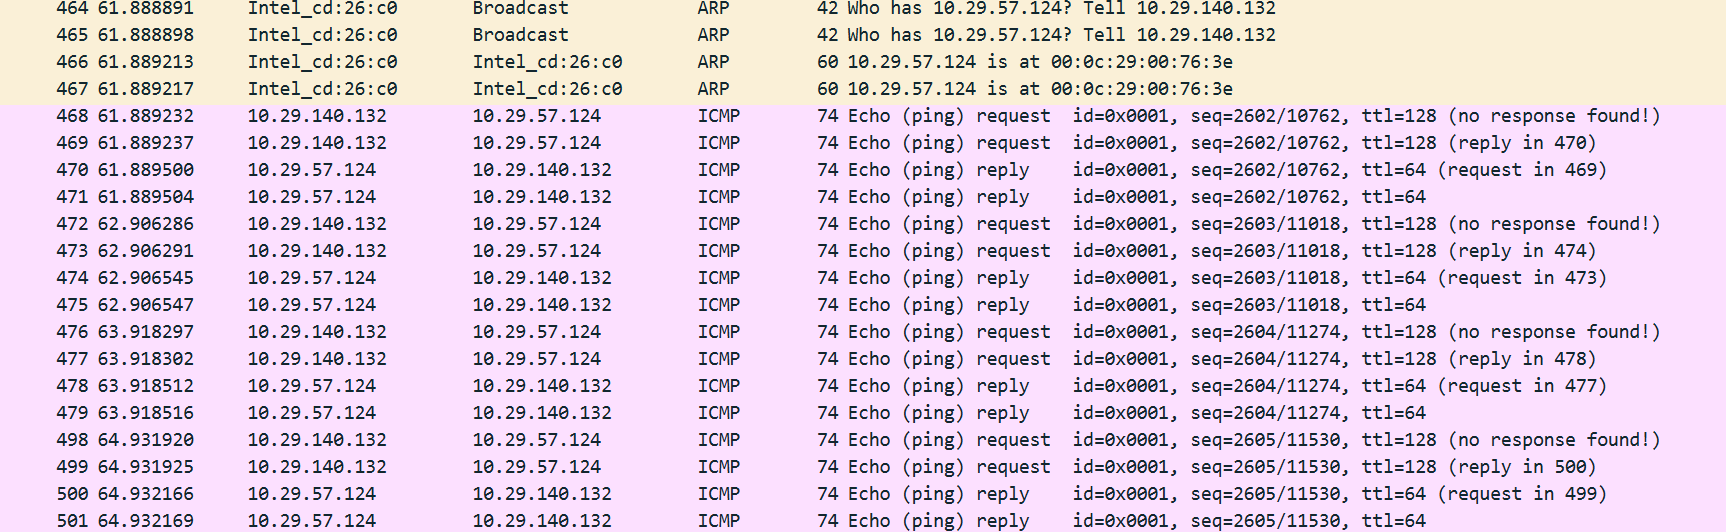 464 61.888891 Intel_cd:26:c0 Broadcast ARP 42 Who has 10.29.57.124? Tell 10.29.140.132
465 61.888898 Intel_cd:26:c0 Broadcast ARP 42 Who has 10.29.57.124? Tell 10.29.140.132
466 61.889213 Intel_cd:26:c0 Intel_cd:26:c0 ARP 60 10.29.57.124 is at 00:0c:29:00:76:3e
467 61.889217 Intel_cd:26:c0 Intel_cd:26:c0 ARP 60 10.29.57.124 is at 00:0c:29:00:76:3e
468 61.889232 10.29.140.132 10.29.57.124 ICMP 74 Echo (ping) request id=0x0001, seq=2602/10762, ttl=128 (no response found!)
469 61.889237 10.29.140.132 10.29.57.124 ICMP 74 Echo (ping) request id=0x0001, seq=2602/10762, ttl=128 (reply in 470)
470 61.889500 10.29.57.124 10.29.140.132 ICMP 74 Echo (ping) reply id=0x0001, seq=2602/10762, ttl=64 (request in 469)
471 61.889504 10.29.57.124 10.29.140.132 ICMP 74 Echo (ping) reply id=0x0001, seq=2602/10762, ttl=64
472 62.906286 10.29.140.132 10.29.57.124 ICMP 74 Echo (ping) request id=0x0001, seq=2603/11018, ttl=128 (no response found!)
473 62.906291 10.29.140.132 10.29.57.124 ICMP 74 Echo (ping) request id=0x0001, seq=2603/11018, ttl=128 (reply in 474)
474 62.906545 10.29.57.124 10.29.140.132 ICMP 74 Echo (ping) reply id=0x0001, seq=2603/11018, ttl=64 (request in 473)
475 62.906547 10.29.57.124 10.29.140.132 ICMP 74 Echo (ping) reply id=0x0001, seq=2603/11018, ttl=64
476 63.918297 10.29.140.132 10.29.57.124 ICMP 74 Echo (ping) request id=0x0001, seq=2604/11274, ttl=128 (no response found!)
477 63.918302 10.29.140.132 10.29.57.124 ICMP 74 Echo (ping) request id=0x0001, seq=2604/11274, ttl=128 (reply in 478)
478 63.918512 10.29.57.124 10.29.140.132 ICMP 74 Echo (ping) reply id=0x0001, seq=2604/11274, ttl=64 (request in 477)
479 63.918516 10.29.57.124 10.29.140.132 ICMP 74 Echo (ping) reply id=0x0001, seq=2604/11274, ttl=64
498 64.931920 10.29.140.132 10.29.57.124 ICMP 74 Echo (ping) request id=0x0001, seq=2605/11530, ttl=128 (no response found!)
499 64.931925 10.29.140.132 10.29.57.124 ICMP 74 Echo (ping) request id=0x0001, seq=2605/11530, ttl=128 (reply in 500)
500 64.932166 10.29.57.124 10.29.140.132 ICMP 74 Echo (ping) reply id=0x0001, seq=2605/11530, ttl=64 (request in 499)
501 64.932169 10.29.57.124 10.29.140.132 ICMP 74 Echo (ping) reply id=0x0001, seq=2605/11530, ttl=64